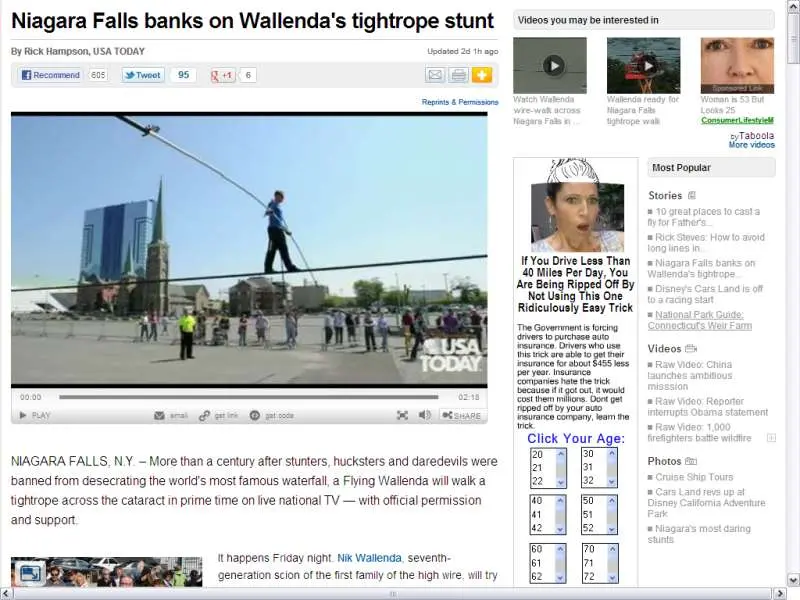 Niagara Falls banks on Wallenda's tightrope stunt
By Rick Hampson, USA TODAY
Updated 2d 1h ago
Recommend
605
Tweet
95
+1
6
Reprints & Permissions
USA
TODAY
00:00
02:18
PLAY
email
get link
get code
SHARE
NIAGARA FALLS, N.Y. – More than a century after stunters, hucksters and daredevils were
banned from desecrating the world's most famous waterfall, a Flying Wallenda will walk a
tightrope across the cataract in prime time on live national TV — with official permission
and support.
It happens Friday night. Nik Wallenda, seventh-
generation scion of the first family of the high wire, will try
Videos you may be interested in
Watch Wallenda
wire-walk across
Niagara Falls in ...
Wallenda ready for
Niagara Falls
tightrope walk
Sponsored Link
Woman is 53 But
Looks 25
ConsumerLifestyleM
by Taboola
More videos
If You Drive Less Than
40 Miles Per Day, You
Are Being Ripped Off By
Not Using This One
Ridiculously Easy Trick
The Government is forcing
drivers to purchase auto
insurance. Drivers who use
this trick are able to get their
insurance for about $455 less
per year. Insurance
companies hate the trick
because if it got out, it would
cost them millions. Dont get
ripped off by your auto
insurance company, learn the
trick.
Click Your Age:
20
21
22
30
31
32
40
41
42
50
51
52
60
61
62
70
71
72
Most Popular
Stories
10 great places to cast a
fly for Father's...
Rick Steves: How to avoid
long lines in...
Niagara Falls banks on
Wallenda's tightrope...
Disney's Cars Land is off
to a racing start
National Park Guide:
Connecticut's Weir Farm
Videos
Raw Video: China
launches ambitious
misssion
Raw Video: Reporter
interrupts Obama statement
Raw Video: 1,000
firefighters battle wildfire
Photos
Cruise Ship Tours
Cars Land revs up at
Disney California Adventure
Park
Niagara's most daring
stunts